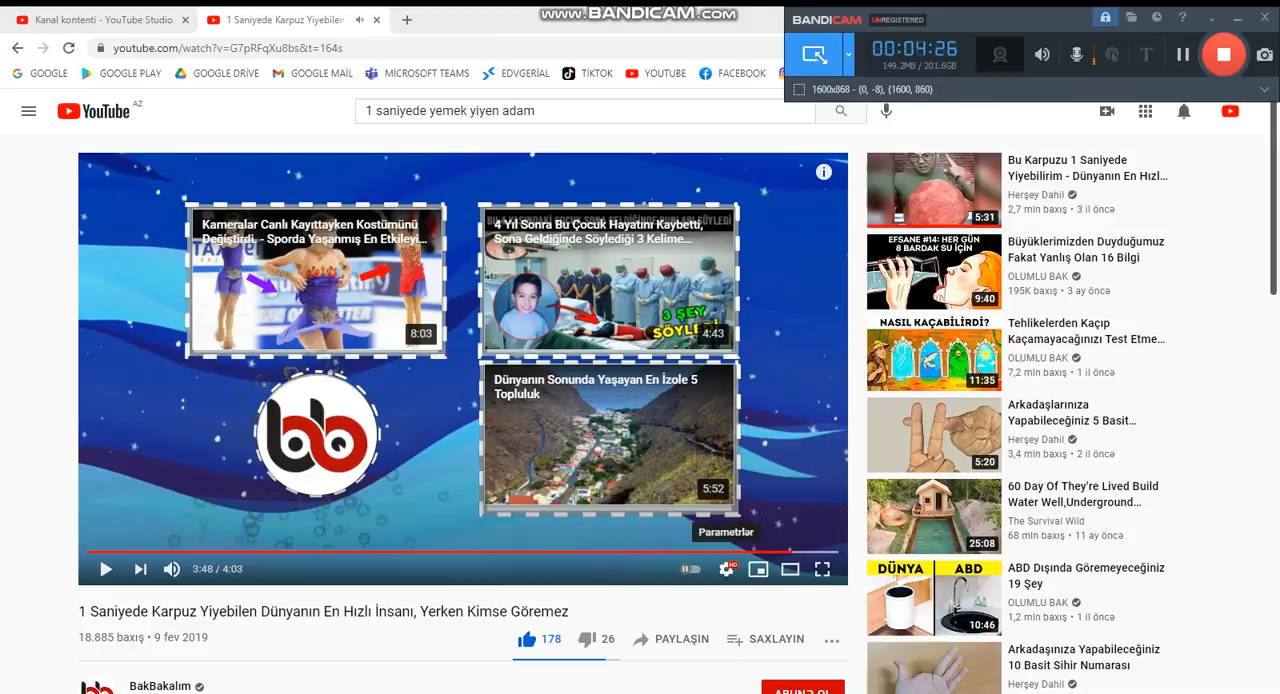 www.BANDICAM.com
Kanal kontenti - YouTube Studio
1 Saniyede Karpuz Yiyebilen
BANDICAM UNREGISTERED
00:04:26
149.2MB / 201.6GB
1600x868 - (0, -8), (1600, 860)
youtube.com/watch?v=G7pRFqXu8bs&t=164s
GOOGLE
GOOGLE PLAY
GOOGLE DRİVE
GOOGLE MAİL
MİCROSOFT TEAMS
EDVGERİAL
TİKTOK
YOUTUBE
FACEBOOK
YouTube AZ
1 saniyede yemek yiyen adam
Kameralar Canlı Kayıttayken Kostümünü
Değiştirdi. - Sporda Yaşanmış En Etkileyi...
8:03
4 Yıl Sonra Bu Çocuk Hayatını Kaybetti,
Sona Geldiğinde Söylediği 3 Kelime...
3 ŞEY
4:43
Dünyanın Sonunda Yaşayan En İzole 5
Topluluk
5:52
bb
Parametrlər
3:48 / 4:03
HD
1 Saniyede Karpuz Yiyebilen Dünyanın En Hızlı İnsanı, Yerken Kimse Göremez
18.885 baxış • 9 fev 2019
178
26
PAYLAŞIN
SAXLAYIN
BakBakalım
ABUNƏ OL
5:31
Bu Karpuzu 1 Saniyede
Yiyebilirim - Dünyanın En Hızl...
Herşey Dahil
2,7 mln baxış • 3 il öncə
EFSANE #14: HER GÜN
8 BARDAK SU İÇİN
9:40
Büyüklerimizden Duyduğumuz
Fakat Yanlış Olan 16 Bilgi
OLUMLU BAK
195K baxış • 3 ay öncə
NASIL KAÇABİLİRDİ?
11:35
Tehlikelerden Kaçıp
Kaçamayacağınızı Test Etme...
OLUMLU BAK
7,2 mln baxış • 1 il öncə
5:20
Arkadaşlarınıza
Yapabileceğiniz 5 Basit...
Herşey Dahil
3,4 mln baxış • 2 il öncə
25:08
60 Day Of They're Lived Build
Water Well,Underground...
The Survival Wild
68 mln baxış • 11 ay öncə
DÜNYA
ABD
10:46
ABD Dışında Göremeyeceğiniz
19 Şey
OLUMLU BAK
1,2 mln baxış • 1 il öncə
Arkadaşınıza Yapabileceğiniz
10 Basit Sihir Numarası
Herşey Dahil